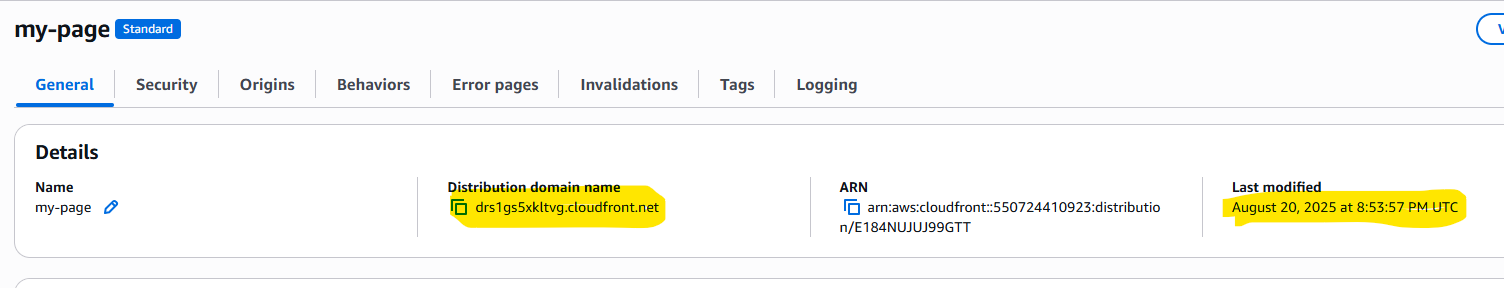 my-page Standard
V
General Security Origins Behaviors Error pages Invalidations Tags Logging
Details
Name
my-page
Distribution domain name
drs1gs5xkltvg.cloudfront.net
ARN
arn:aws:cloudfront::550724410923:distributio
n/E184NUJUJ99GTT
Last modified
August 20, 2025 at 8:53:57 PM UTC